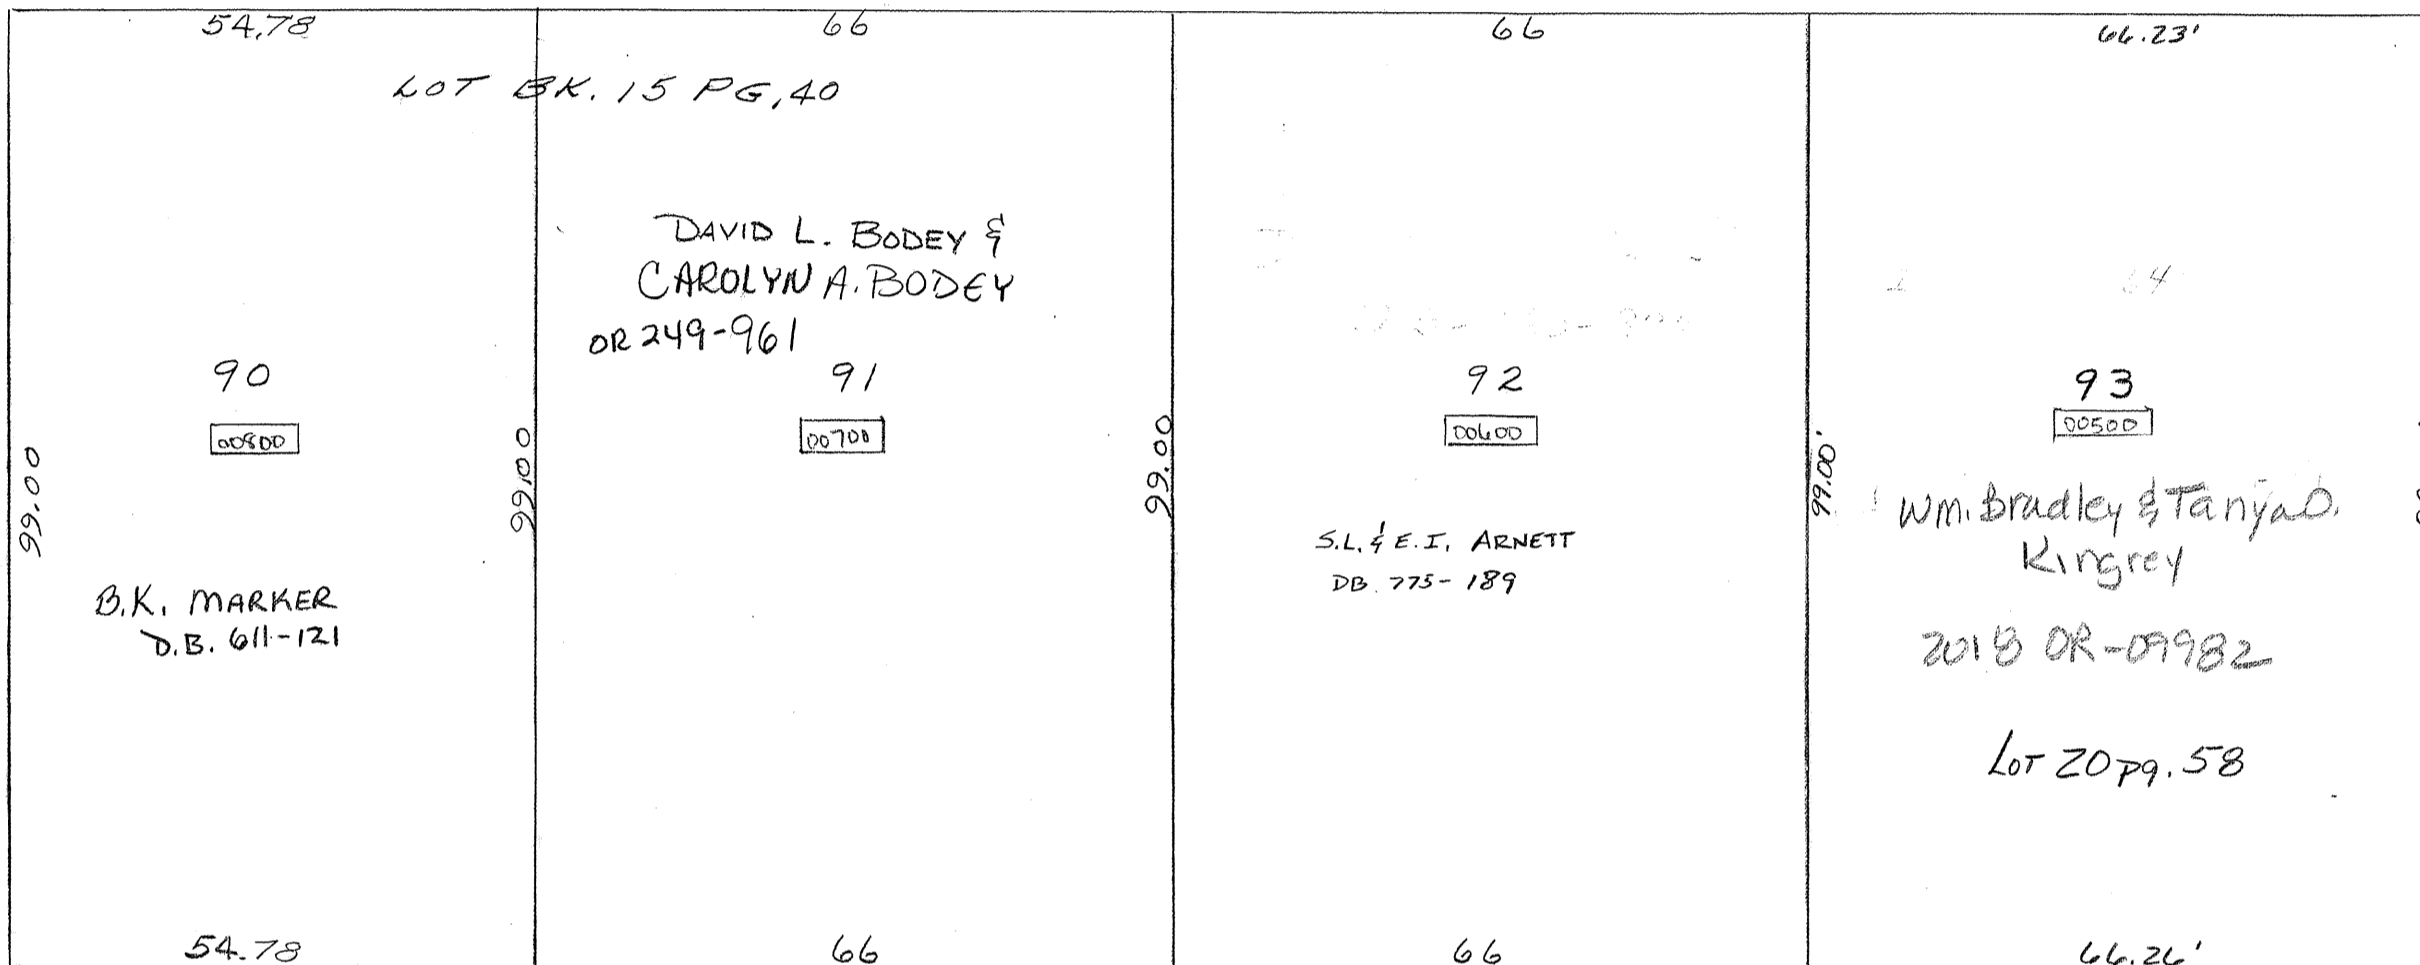 54.78
66
66
66.23'
LOT BK. 15 PG. 40
DAVID L. BODEY &
CAROLYN A. BODEY
OR 249-961
90
91
92
93
00800
00700
00600
00500
99.00
99.00
99.00
99.00'
B.K. MARKER
D.B. 611-121
S.L. & E.I. ARNETT
DB. 775-189
Wm. Bradley & Tanya D.
Kingrey
2018 OR-09982
LOT 20 pg. 58
54.78
66
66
66.26'